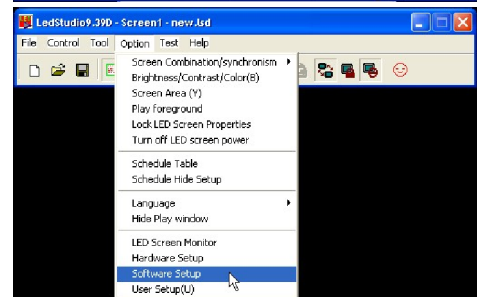 LedStudio9.39D - Screen1 - new.lsd
File Control Tool Option Test Help
Screen Combination/synchronism
Brightness/Contrast/Color(B)
Screen Area (Y)
Play foreground
Lock LED Screen Properties
Turn off LED screen power
Schedule Table
Schedule Hide Setup
Language
Hide Play window
LED Screen Monitor
Hardware Setup
Software Setup
User Setup(U)